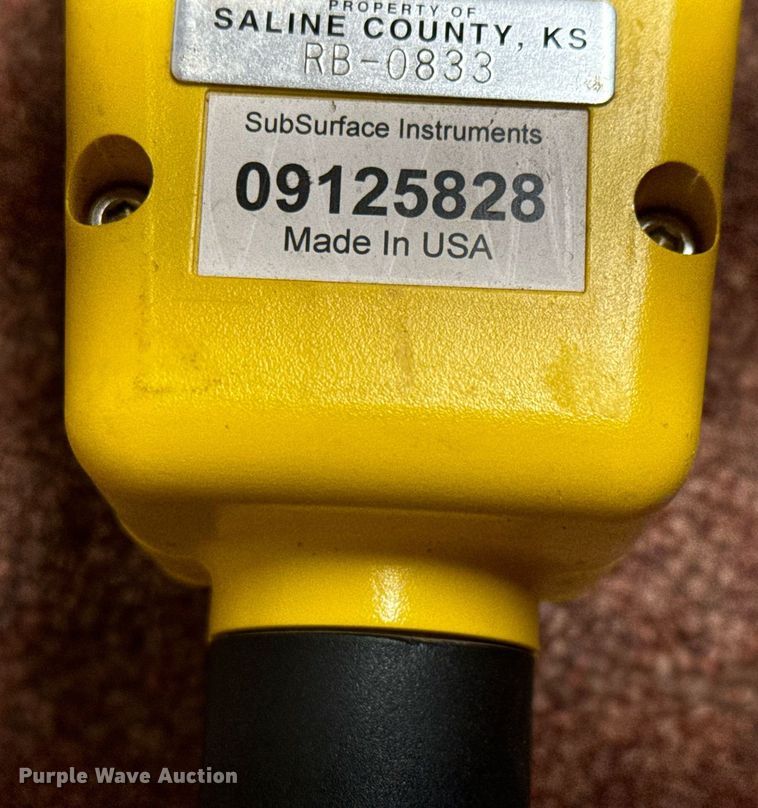 PROPERTY OF
SALINE COUNTY, KS
RB-0833
SubSurface Instruments
09125828
Made In USA
Purple Wave Auction